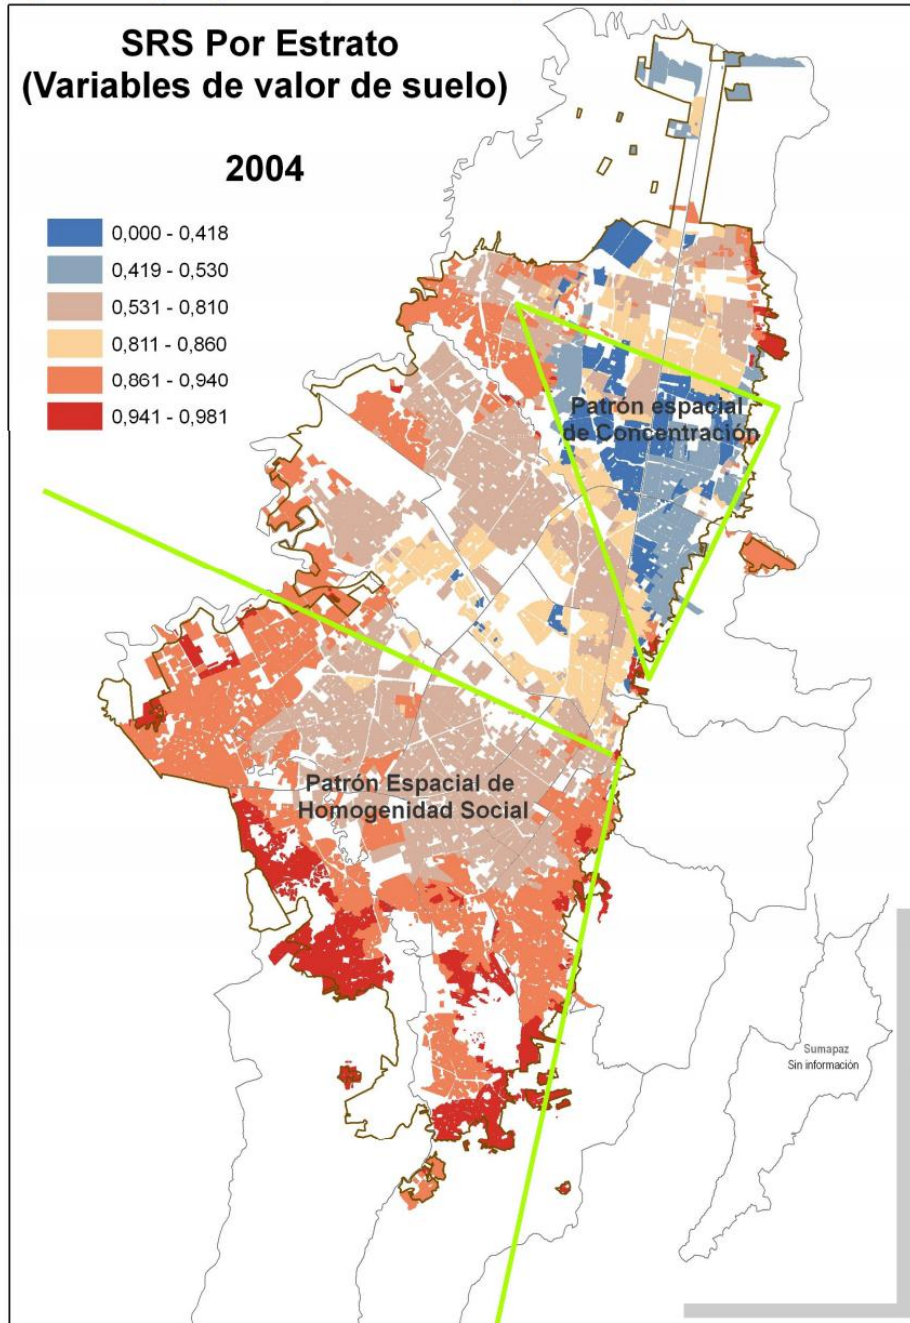 SRS Por Estrato
(Variables de valor de suelo)
2004
0,000 - 0,418
0,419 - 0,530
0,531 - 0,810
0,811 - 0,860
0,861 - 0,940
0,941 - 0,981
Patrón espacial
de Concentración
Patrón Espacial de
Homogenidad Social
Sumapaz
Sin información